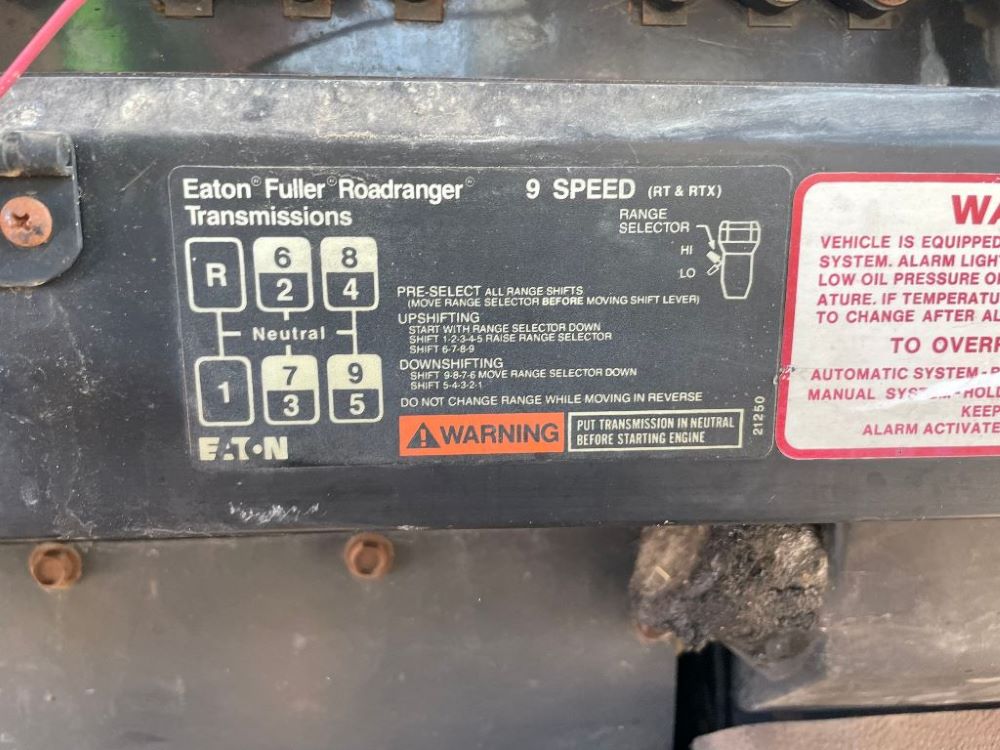 Eaton® Fuller® Roadranger®
Transmissions
9 SPEED (RT & RTX)
RANGE
SELECTOR
HI
LO
R 6 8
2 4
Neutral
1 7 9
3 5
PRE-SELECT ALL RANGE SHIFTS
(MOVE RANGE SELECTOR BEFORE MOVING SHIFT LEVER)
UPSHIFTING
START WITH RANGE SELECTOR DOWN
SHIFT 1-2-3-4-5 RAISE RANGE SELECTOR
SHIFT 6-7-8-9
DOWNSHIFTING
SHIFT 9-8-7-6 MOVE RANGE SELECTOR DOWN
SHIFT 5-4-3-2-1
DO NOT CHANGE RANGE WHILE MOVING IN REVERSE
WARNING
PUT TRANSMISSION IN NEUTRAL
BEFORE STARTING ENGINE
21250
EATON
WA
VEHICLE IS EQUIPPED
SYSTEM. ALARM LIGH
LOW OIL PRESSURE O
ATURE. IF TEMPERATU
TO CHANGE AFTER AL
TO OVERR
AUTOMATIC SYSTEM-P
MANUAL SYSTEM-HOL
KEEP
ALARM ACTIVATE